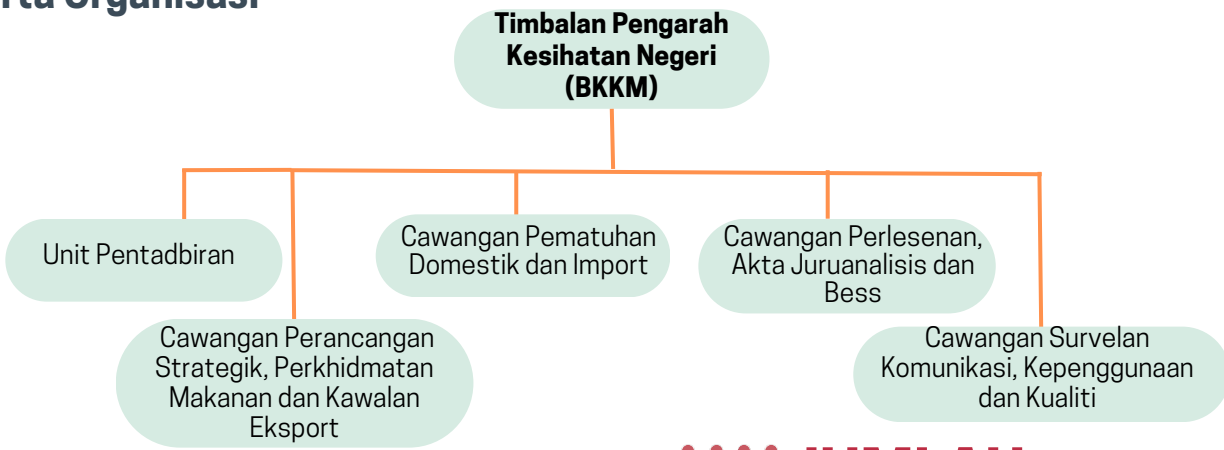 Organisasi
Timbalan Pengarah
Kesihatan Negeri
(BKKM)
Unit Pentadbiran
Cawangan Pematuhan
Domestik dan Import
Cawangan Perlesenan,
Akta Juruanalisis dan
Bess
Cawangan Perancangan
Strategik, Perkhidmatan
Makanan dan Kawalan
Eksport
Cawangan Survelan
Komunikasi, Kepenggunaan
dan Kualiti